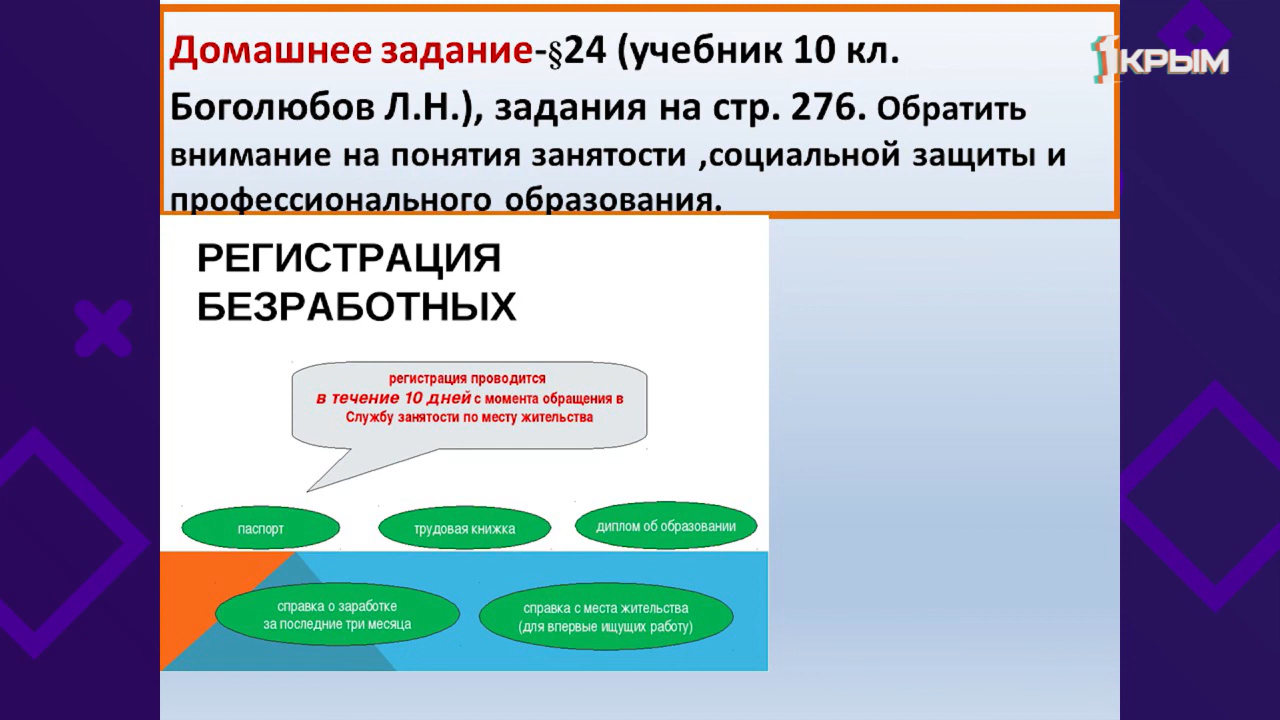 Домашнее задание-§24 (учебник 10 кл.
1 КРЫМ
Боголюбов Л.Н.), задания на стр. 276. Обратить
внимание на понятия занятости ,социальной защиты и
профессионального образования.
РЕГИСТРАЦИЯ
БЕЗРАБОТНЫХ
регистрация проводится
в течение 10 дней с момента обращения в
Службу занятости по месту жительства
паспорт
трудовая книжка
диплом об образовании
справка о заработке
за последние три месяца
справка с места жительства
(для впервые ищущих работу)